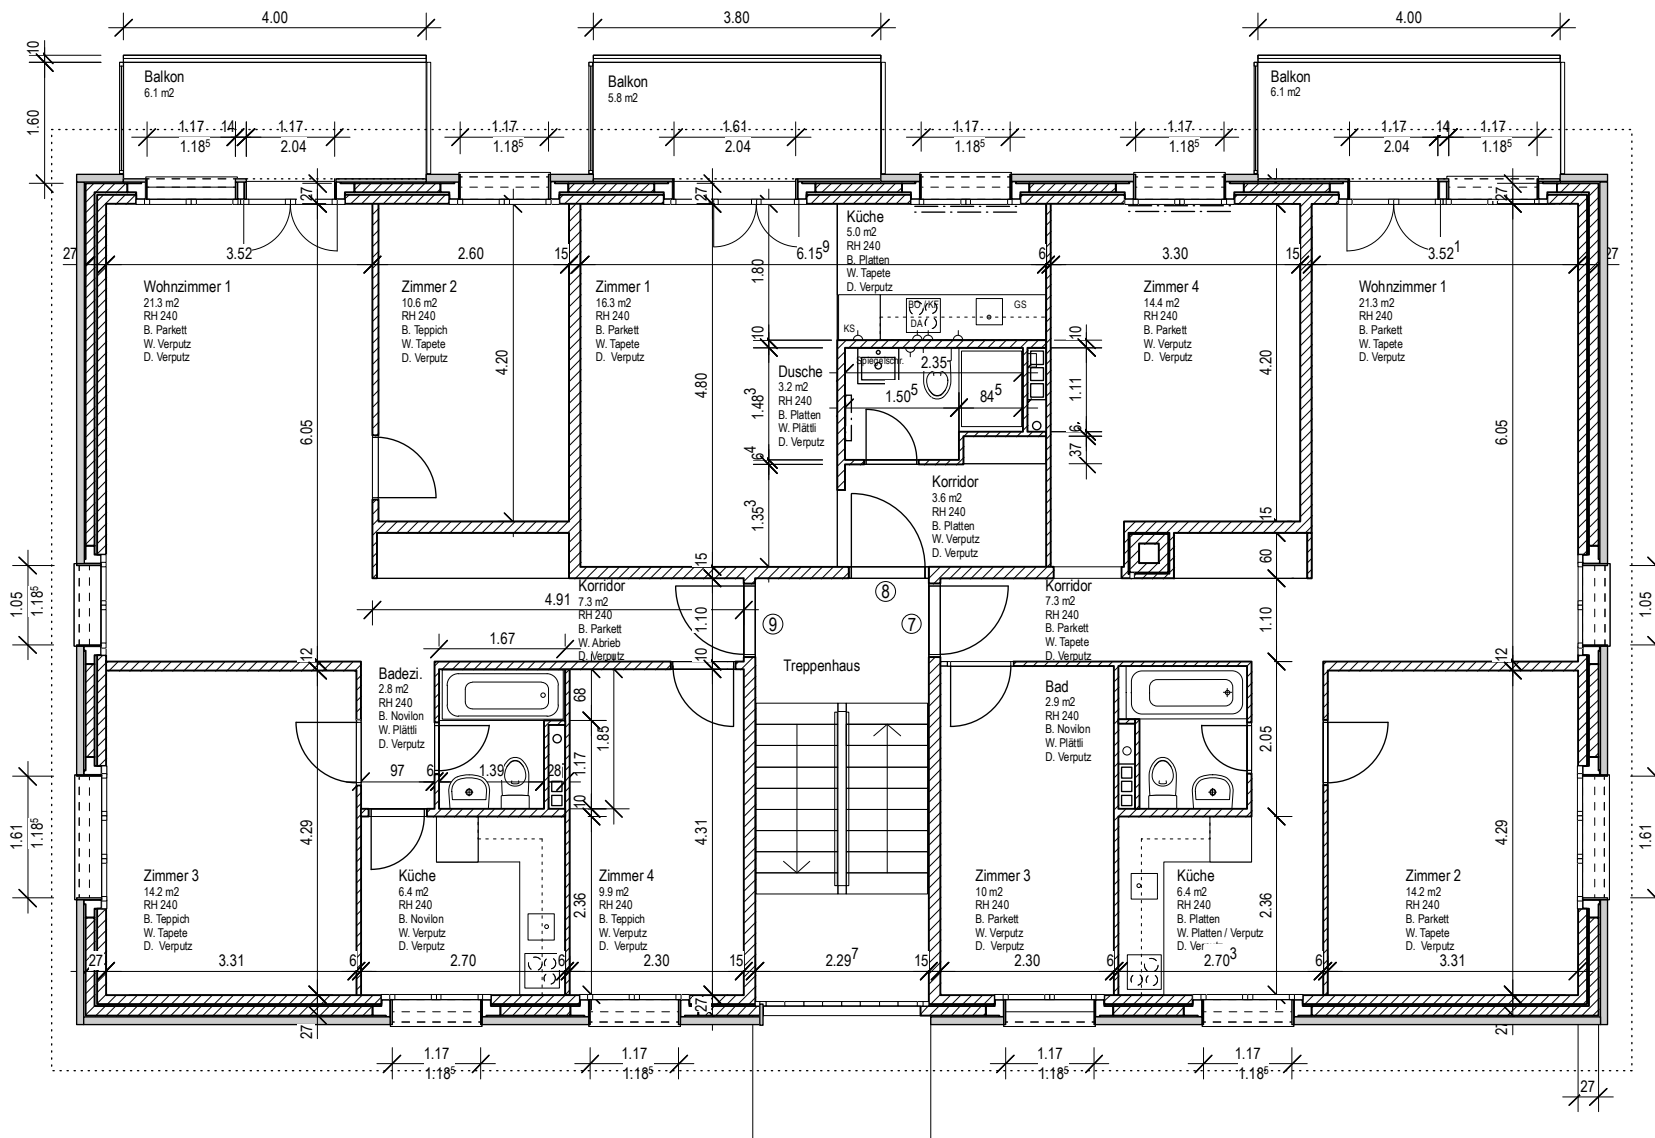 4.00
3.80
4.00
10
1.60
Balkon
6.1 m2
Balkon
5.8 m2
Balkon
6.1 m2
1.17
14
1.17
1.18⁵
2.04
1.17
1.18⁵
1.61
2.04
1.17
1.18⁵
1.17
1.18⁵
1.17
14
1.17
2.04
1.18⁵
27
27
27
27
3.52
2.60
15
6.15⁹
6
3.30
15
3.52¹
27
Wohnzimmer 1
21.3 m2
RH 240
B. Parkett
W. Verputz
D. Verputz
Zimmer 2
10.6 m2
RH 240
B. Teppich
W. Tapete
D. Verputz
Zimmer 1
16.3 m2
RH 240
B. Parkett
W. Tapete
D. Verputz
Küche
5.0 m2
RH 240
B. Platten
W. Tapete
D. Verputz
Zimmer 4
14.4 m2
RH 240
B. Parkett
W. Verputz
D. Verputz
Wohnzimmer 1
21.3 m2
RH 240
B. Parkett
W. Tapete
D. Verputz
1.80
KS
DA
GS
10
10
Spiegelschr.
2.35
1.50⁵
84⁵
Dusche
3.2 m2
RH 240
B. Platten
W. Plättli
D. Verputz
1.48³
6⁴
1.35³
1.11
6
37
6.05
4.20
4.80
4.20
6.05
Korridor
3.6 m2
RH 240
B. Platten
W. Verputz
D. Verputz
15
15
60
1.05
1.18⁵
4.91
Korridor
7.3 m2
RH 240
B. Parkett
W. Abrieb
D. Verputz
1.10
10
9
8
7
Treppenhaus
Korridor
7.3 m2
RH 240
B. Parkett
W. Tapete
D. Verputz
1.10
1.05
12
12
1.67
Badezi.
2.8 m2
RH 240
B. Novilon
W. Plättli
D. Verputz
68
1.85
1.17
10
97
6
1.39
28
Bad
2.9 m2
RH 240
B. Novilon
W. Plättli
D. Verputz
2.05
1.61
1.18⁵
4.29
4.31
2.36
2.36
4.29
1.61
Zimmer 3
14.2 m2
RH 240
B. Teppich
W. Tapete
D. Verputz
Küche
6.4 m2
RH 240
B. Novilon
W. Verputz
D. Verputz
Zimmer 4
9.9 m2
RH 240
B. Teppich
W. Verputz
D. Verputz
Zimmer 3
10 m2
RH 240
B. Parkett
W. Verputz
D. Verputz
Küche
6.4 m2
RH 240
B. Platten
W. Platten / Verputz
Zimmer 2
14.2 m2
RH 240
B. Parkett
W. Tapete
D. Verputz
27
3.31
6
2.70
6
2.30
15
2.29⁷
15
2.30
6
2.70³
6
3.31
27
27
1.17
1.18⁵
1.17
1.18⁵
1.17
1.18⁵
1.17
1.18⁵
27